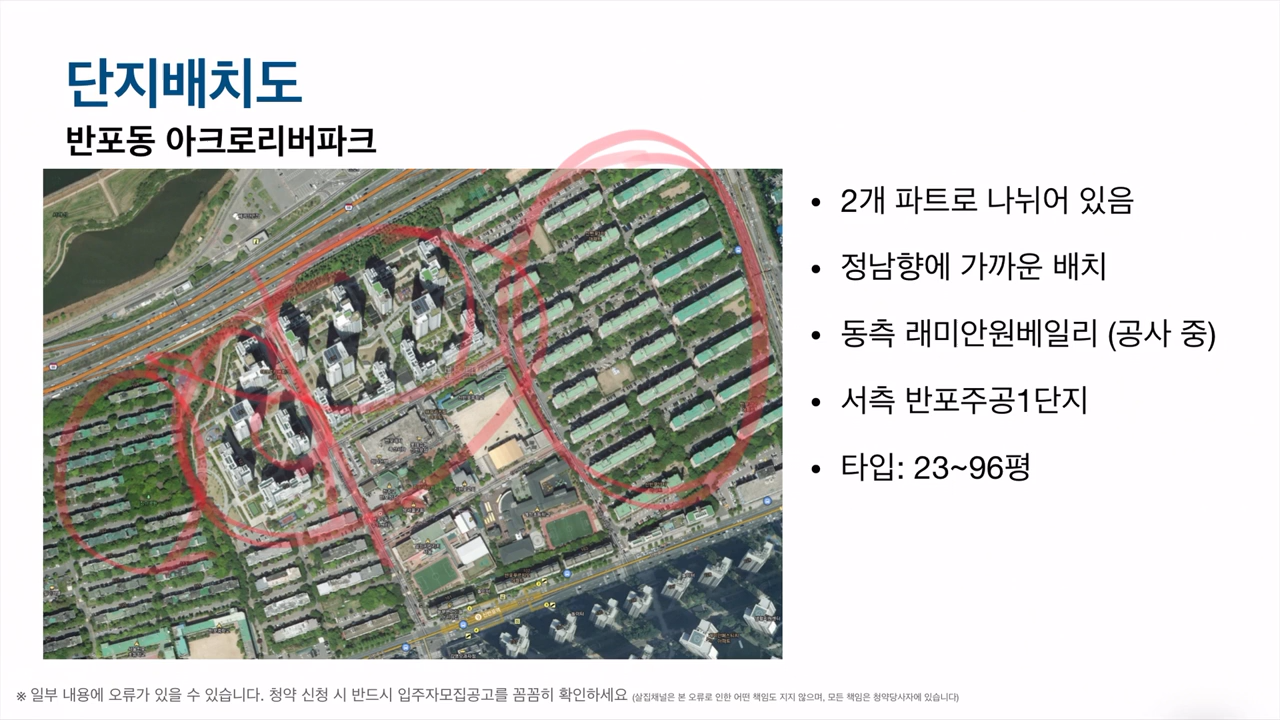 단지배치도
반포동 아크로리버파크
• 2개 파트로 나뉘어 있음
• 정남향에 가까운 배치
• 동측 래미안원베일리 (공사 중)
• 서측 반포주공1단지
• 타입: 23~96평
※ 일부 내용에 오류가 있을 수 있습니다. 청약 신청 시 반드시 입주자모집공고를 꼼꼼히 확인하세요 (살집채널은 본 오류로 인한 어떤 책임도 지지 않으며, 모든 책임은 청약당사자에 있습니다)